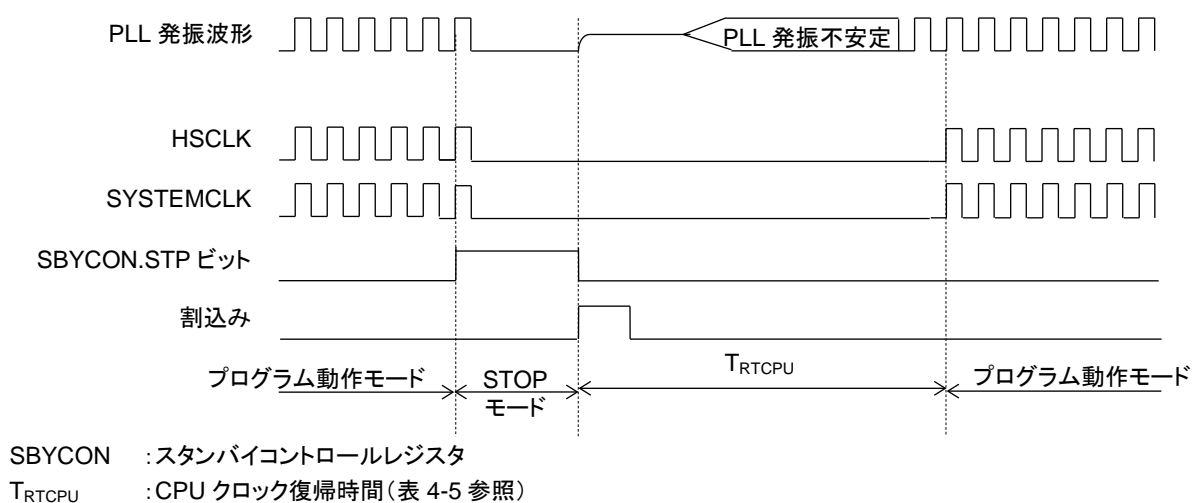 PLL 発振波形
PLL 発振不安定
HSCLK
SYSTEMCLK
SBYCON.STP ビット
割込み
プログラム動作モード
STOP
モード
TRTCPU
プログラム動作モード
SBYCON :スタンバイコントロールレジスタ
TRTCPU :CPU クロック復帰時間(表 4-5 参照)